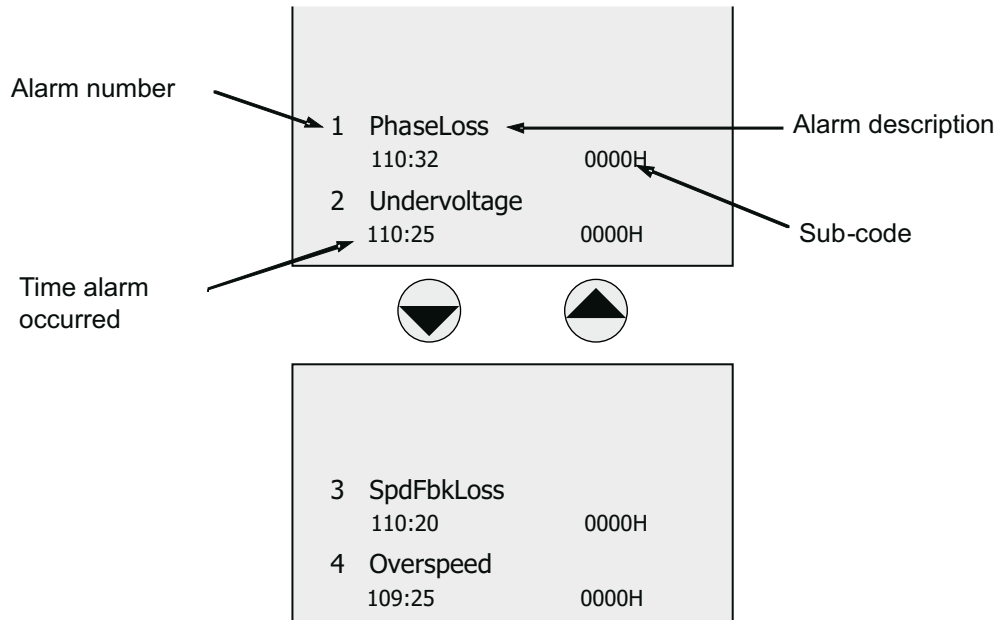 Alarm number
1 PhaseLoss
Alarm description
110:32 0000H
2 Undervoltage
110:25 0000H
Sub-code
Time alarm
occurred
3 SpdFbkLoss
110:20 0000H
4 Overspeed
109:25 0000H